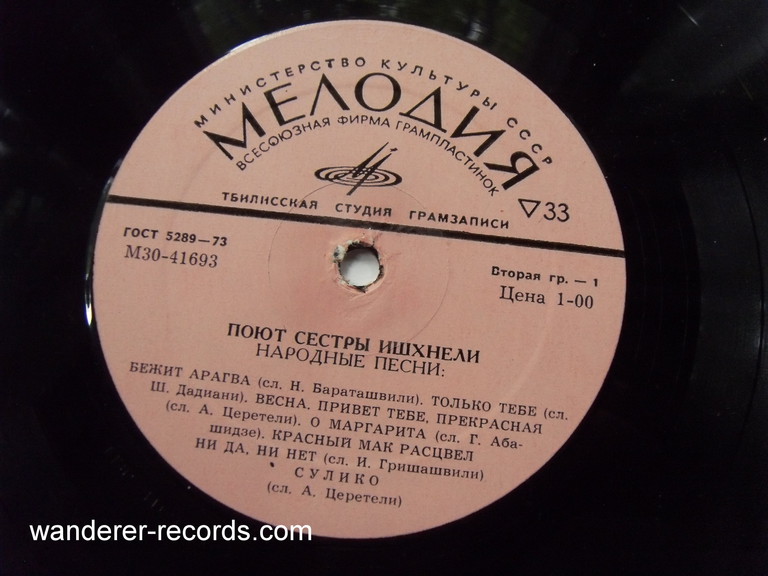 МИНИСТЕРСТВО КУЛЬТУРЫ СССР
МЕЛОДИЯ
ВСЕСОЮЗНАЯ ФИРМА ГРАМПЛАСТИНОК
ТБИЛИССКАЯ СТУДИЯ ГРАМЗАПИСИ
33
ГОСТ 5289—73
М30-41693
Вторая гр. — 1
Цена 1-00
ПОЮТ СЕСТРЫ ИШХНЕЛИ
НАРОДНЫЕ ПЕСНИ:
БЕЖИТ АРАГВА (сл. Н. Бараташвили). ТОЛЬКО ТЕБЕ (сл.
Ш. Дадиани). ВЕСНА. ПРИВЕТ ТЕБЕ, ПРЕКРАСНАЯ
(сл. А. Церетели). О МАРГАРИТА (сл. Г. Аба-
шидзе). КРАСНЫЙ МАК РАСЦВЕЛ
НИ ДА, НИ НЕТ (сл. И. Гришашвили)
СУЛИКО
(сл. А. Церетели)
wanderer-records.com